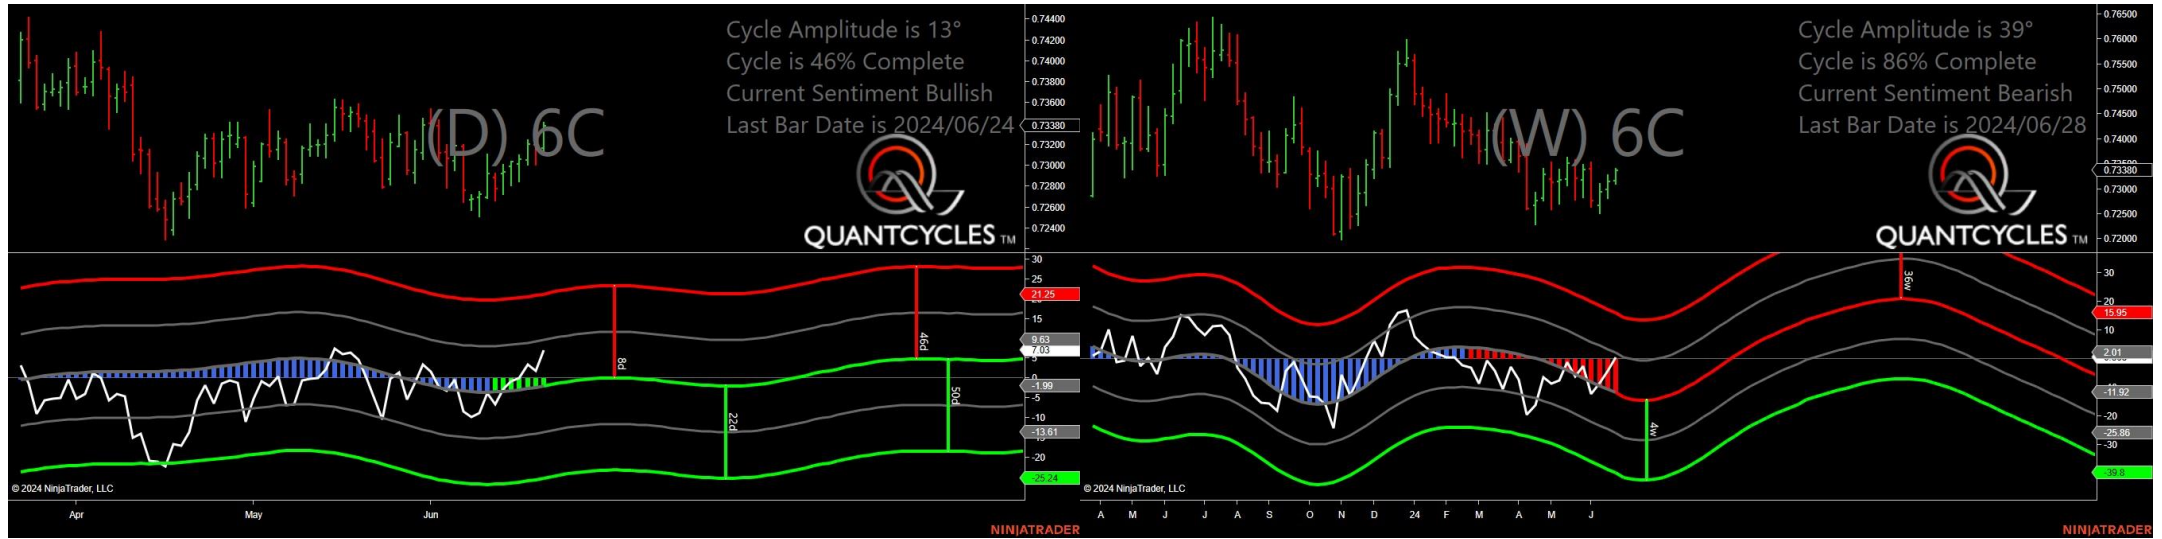 Cycle Amplitude is 13°
Cycle is 46% Complete
Current Sentiment Bullish
Last Bar Date is 2024/06/24
(D) 6C
QUANTCYCLES TM
0.74400
0.74200
0.74000
0.73800
0.73600
0.73380
0.73200
0.73000
0.72800
0.72600
0.72400
30
25
21.25
15
9.63
7.03
0
-1.99
-5
-10
-13.61
-20
-25.24
8d
22d
46d
50d
© 2024 NinjaTrader, LLC
Apr May Jun
NINJATRADER
Cycle Amplitude is 39°
Cycle is 86% Complete
Current Sentiment Bearish
Last Bar Date is 2024/06/28
(W) 6C
QUANTCYCLES TM
0.76500
0.76000
0.75500
0.75000
0.74500
0.74000
0.73380
0.73000
0.72500
0.72000
30
20
15.95
10
2.01
-11.92
-20
-25.86
-30
-39.8
36w
4w
© 2024 NinjaTrader, LLC
A M J J A S O N D 24 F M A M J
NINJATRADER